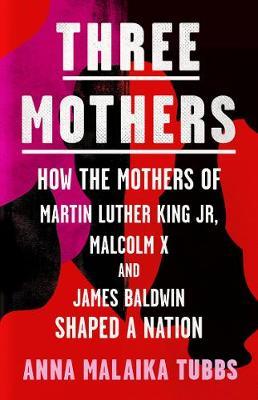 THREE
MOTHERS
HOW THE MOTHERS OF
MARTIN LUTHER KING JR,
MALCOLM X
AND
JAMES BALDWIN
SHAPED A NATION
ANNA MALAIKA TUBBS